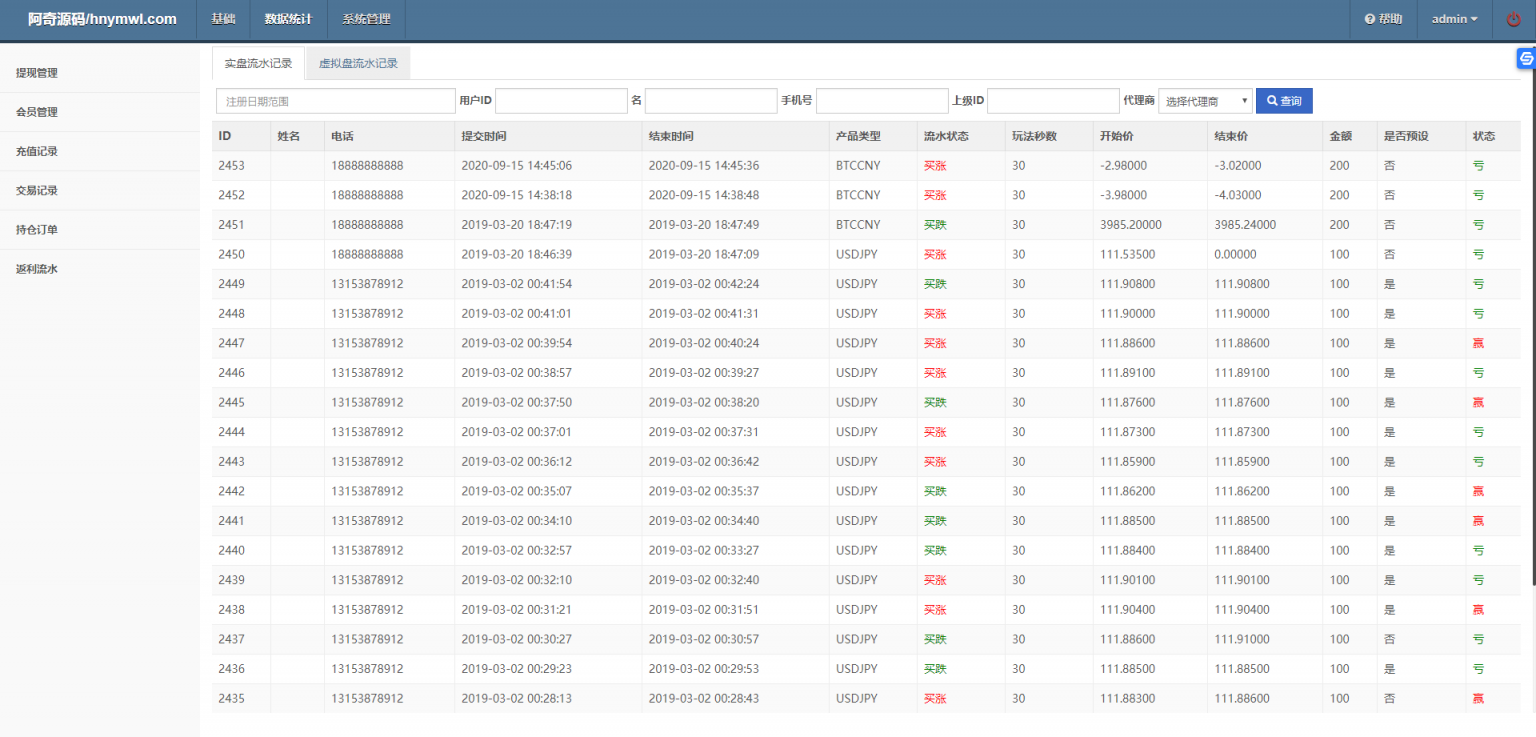 阿奇源码/hnymwl.com 基础 数据统计 系统管理 帮助 admin
提现管理
会员管理
充值记录
交易记录
持仓订单
返利流水
实盘流水记录 虚拟盘流水记录
注册日期范围 用户ID 名 手机号 上级ID 代理商 选择代理商 查询
ID 姓名 电话 提交时间 结束时间 产品类型 流水状态 玩法秒数 开始价 结束价 金额 是否预设 状态
2453 18888888888 2020-09-15 14:45:06 2020-09-15 14:45:36 BTCCNY 买涨 30 -2.98000 -3.02000 200 否 亏
2452 18888888888 2020-09-15 14:38:18 2020-09-15 14:38:48 BTCCNY 买涨 30 -3.98000 -4.03000 200 否 亏
2451 18888888888 2019-03-20 18:47:19 2019-03-20 18:47:49 BTCCNY 买跌 30 3985.20000 3985.24000 200 否 亏
2450 18888888888 2019-03-20 18:46:39 2019-03-20 18:47:09 USDJPY 买涨 30 111.53500 0.00000 100 否 亏
2449 13153878912 2019-03-02 00:41:54 2019-03-02 00:42:24 USDJPY 买跌 30 111.90800 111.90800 100 是 亏
2448 13153878912 2019-03-02 00:41:01 2019-03-02 00:41:31 USDJPY 买涨 30 111.90000 111.90000 100 是 亏
2447 13153878912 2019-03-02 00:39:54 2019-03-02 00:40:24 USDJPY 买涨 30 111.88600 111.88600 100 是 赢
2446 13153878912 2019-03-02 00:38:57 2019-03-02 00:39:27 USDJPY 买涨 30 111.89100 111.89100 100 是 亏
2445 13153878912 2019-03-02 00:37:50 2019-03-02 00:38:20 USDJPY 买跌 30 111.87600 111.87600 100 是 赢
2444 13153878912 2019-03-02 00:37:01 2019-03-02 00:37:31 USDJPY 买涨 30 111.87300 111.87300 100 是 亏
2443 13153878912 2019-03-02 00:36:12 2019-03-02 00:36:42 USDJPY 买涨 30 111.85900 111.85900 100 是 亏
2442 13153878912 2019-03-02 00:35:07 2019-03-02 00:35:37 USDJPY 买跌 30 111.86200 111.86200 100 是 赢
2441 13153878912 2019-03-02 00:34:10 2019-03-02 00:34:40 USDJPY 买跌 30 111.88500 111.88500 100 是 赢
2440 13153878912 2019-03-02 00:32:57 2019-03-02 00:33:27 USDJPY 买跌 30 111.88400 111.88400 100 是 亏
2439 13153878912 2019-03-02 00:32:10 2019-03-02 00:32:40 USDJPY 买涨 30 111.90100 111.90100 100 是 亏
2438 13153878912 2019-03-02 00:31:21 2019-03-02 00:31:51 USDJPY 买涨 30 111.90400 111.90400 100 是 赢
2437 13153878912 2019-03-02 00:30:27 2019-03-02 00:30:57 USDJPY 买跌 30 111.88600 111.91000 100 否 亏
2436 13153878912 2019-03-02 00:29:23 2019-03-02 00:29:53 USDJPY 买跌 30 111.88500 111.88500 100 是 亏
2435 13153878912 2019-03-02 00:28:13 2019-03-02 00:28:43 USDJPY 买涨 30 111.88300 111.88600 100 否 赢